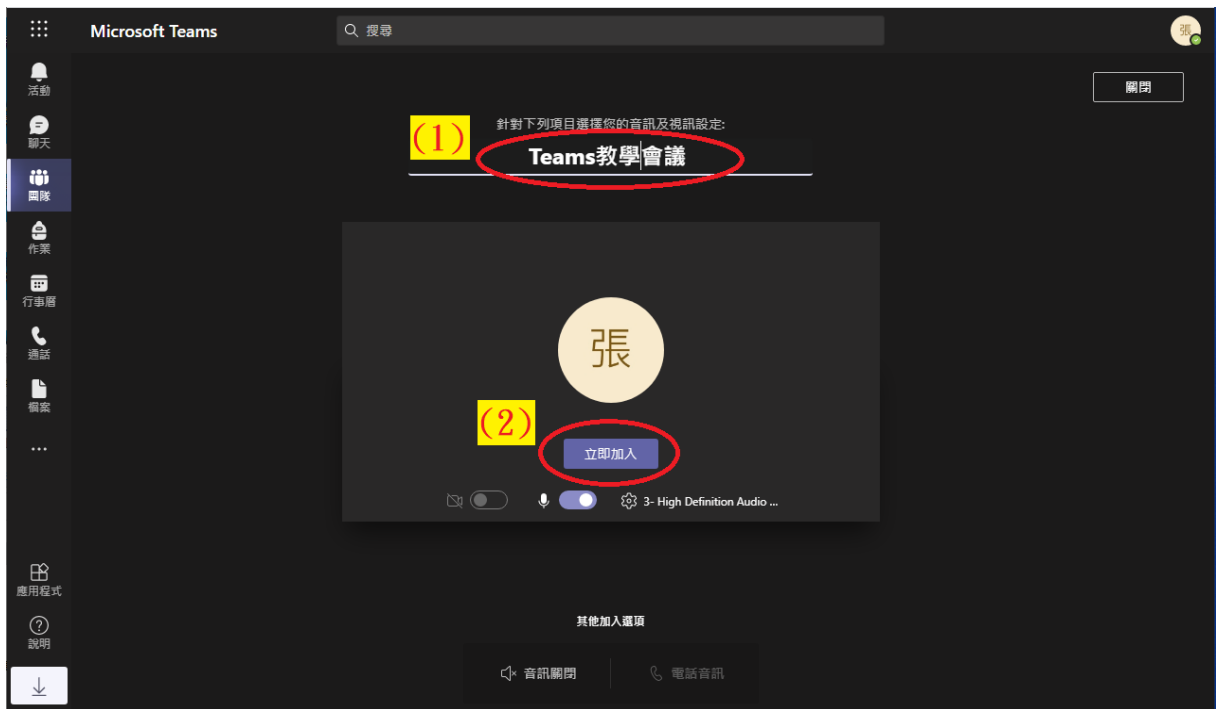 Microsoft Teams
搜尋
張
活動
聊天
團隊
作業
行事曆
通話
檔案
...
應用程式
說明
關閉
針對下列項目選擇您的音訊及視訊設定:
(1)
Teams教學會議
張
(2)
立即加入
3- High Definition Audio ...
其他加入選項
音訊關閉
電話音訊